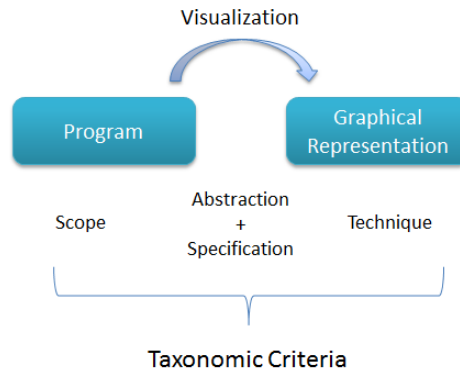 Visualization
Program
Graphical
Representation
Scope
Abstraction
+
Specification
Technique
Taxonomic Criteria